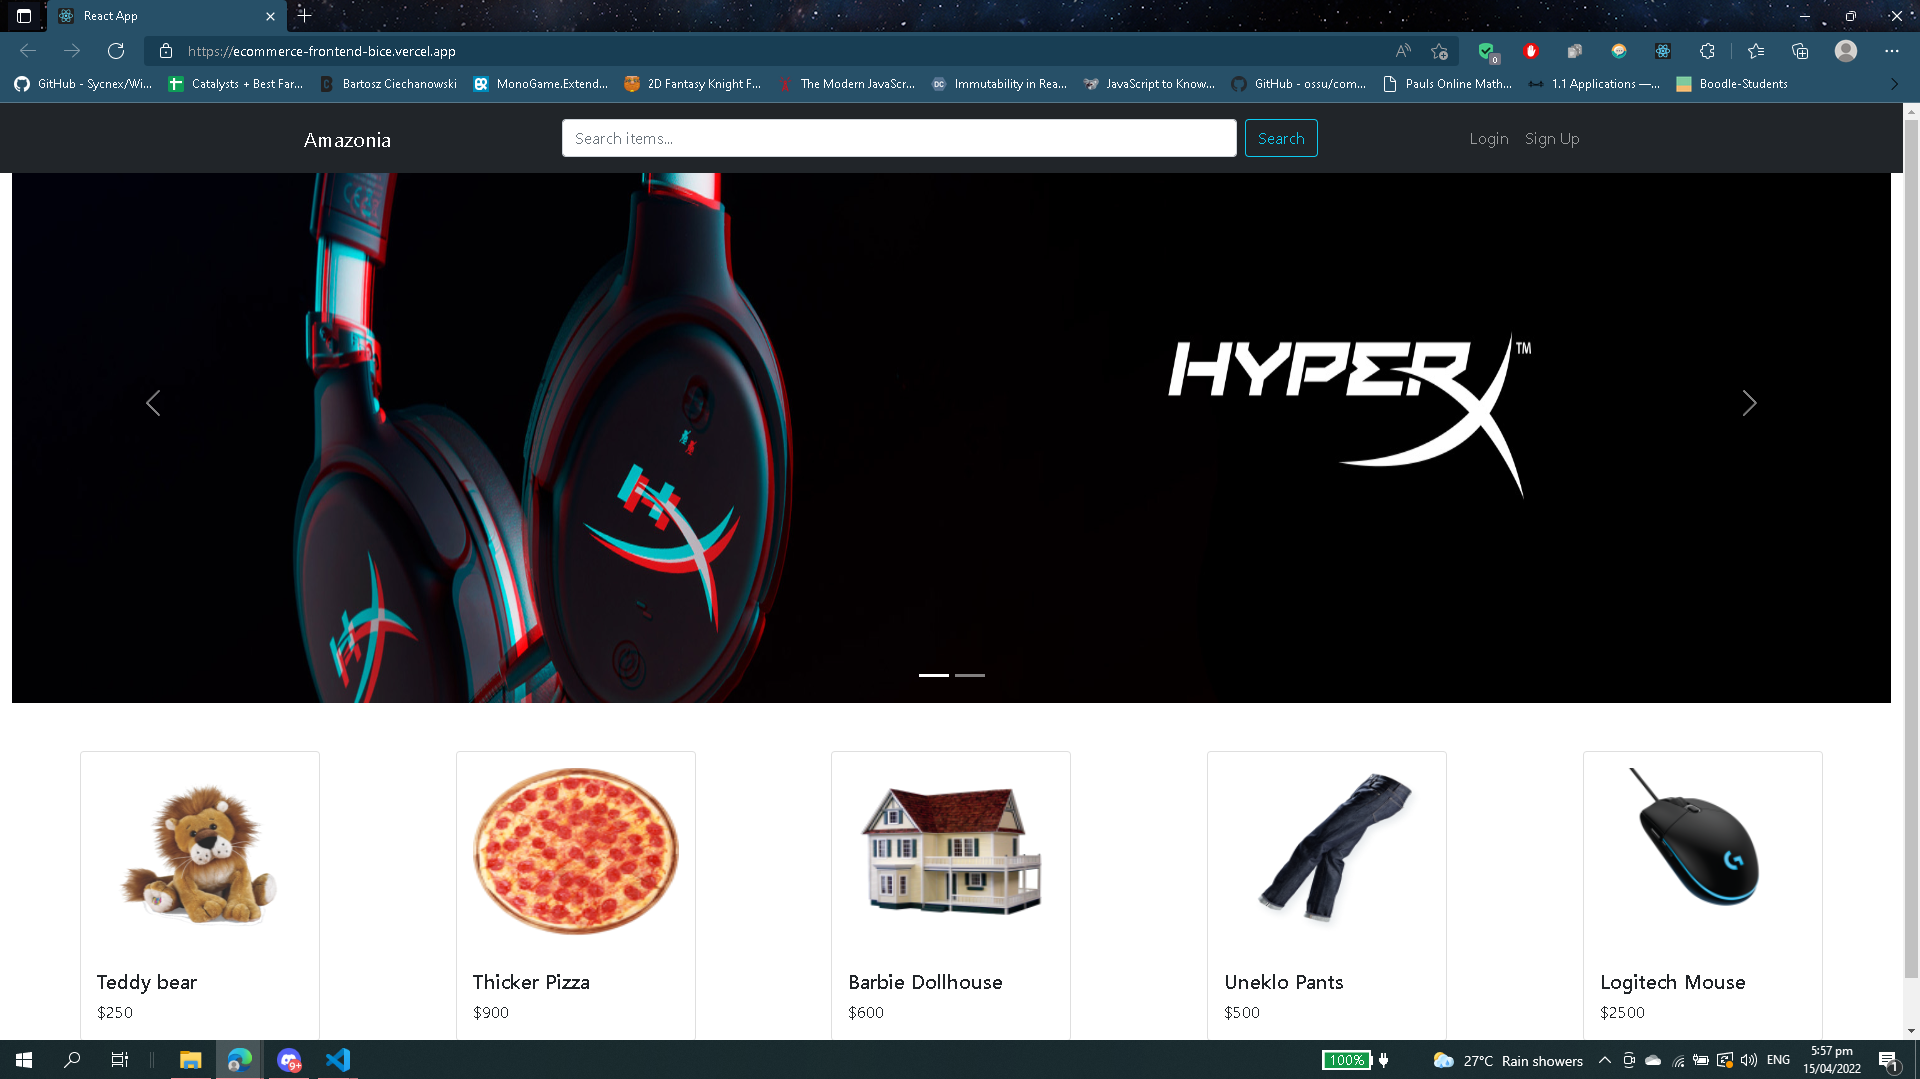 React App
https://ecommerce-frontend-bice.vercel.app
0
GitHub - Sycnex/Wi...
Catalysts + Best Far...
Bartosz Ciechanowski
MonoGame.Extend...
2D Fantasy Knight F...
The Modern JavaScr...
Immutability in Rea...
JavaScript to Know...
GitHub - ossu/com...
Pauls Online Math...
1.1 Applications —...
Boodle-Students
Amazonia
Search items...
Search
Login
Sign Up
HYPERX™
Teddy bear
$250
Thicker Pizza
$900
Barbie Dollhouse
$600
Uneklo Pants
$500
Logitech Mouse
$2500
9+
100%
27°C Rain showers
ENG
5:57 pm
15/04/2022
1